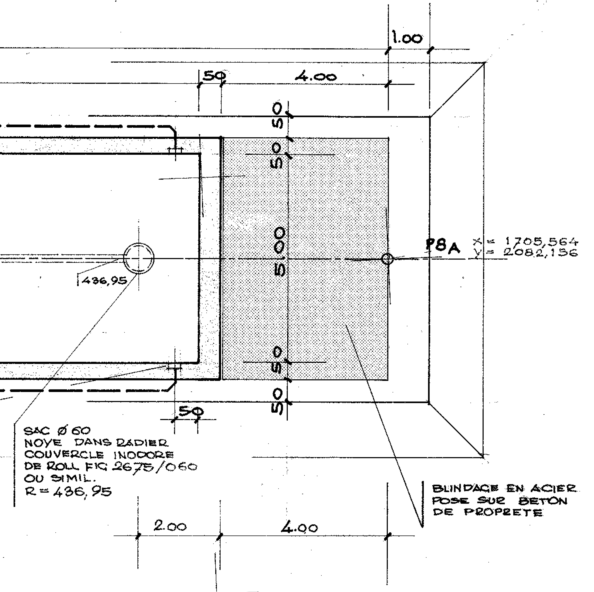 1.00
50
4.00
50
50
5.00
P8A
X = 1705,564
Y = 2082,156
436,95
50
50
50
SAC Ø 60
NOYE DANS RADIER
COUVERCLE INODORE
DE ROLL FIG 2675/060
OU SIMIL.
R = 436,95
BLINDAGE EN ACIER
POSE SUR BETON
DE PROPRETE
2.00
4.00